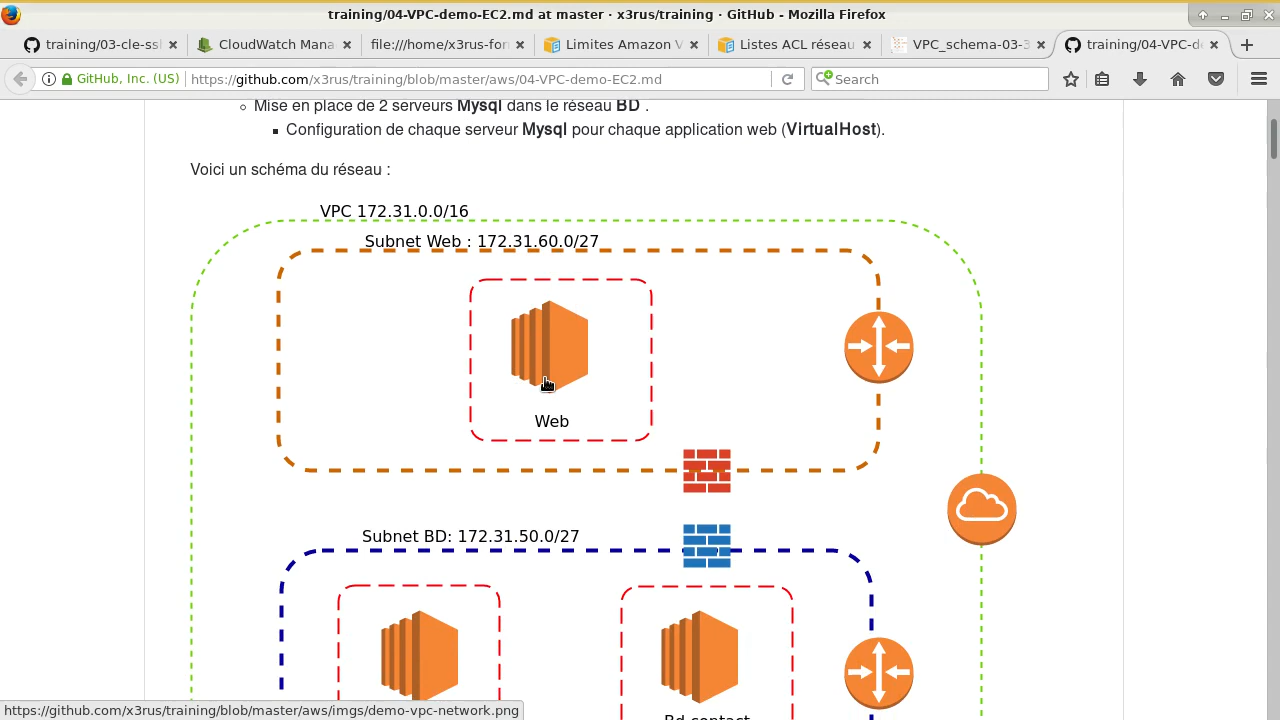 training/04-VPC-demo-EC2.md at master · x3rus/training · GitHub - Mozilla Firefox
training/03-cle-ssl
CloudWatch Mana
file:///home/x3rus-for
Limites Amazon V
Listes ACL réseau
VPC_schema-03-3
training/04-VPC-de
GitHub, Inc. (US)
https://github.com/x3rus/training/blob/master/aws/04-VPC-demo-EC2.md
Search
Mise en place de 2 serveurs Mysql dans le réseau BD .
Configuration de chaque serveur Mysql pour chaque application web (VirtualHost).
Voici un schéma du réseau :
VPC 172.31.0.0/16
Subnet Web : 172.31.60.0/27
Web
Subnet BD: 172.31.50.0/27
Bd contact
https://github.com/x3rus/training/blob/master/aws/imgs/demo-vpc-network.png